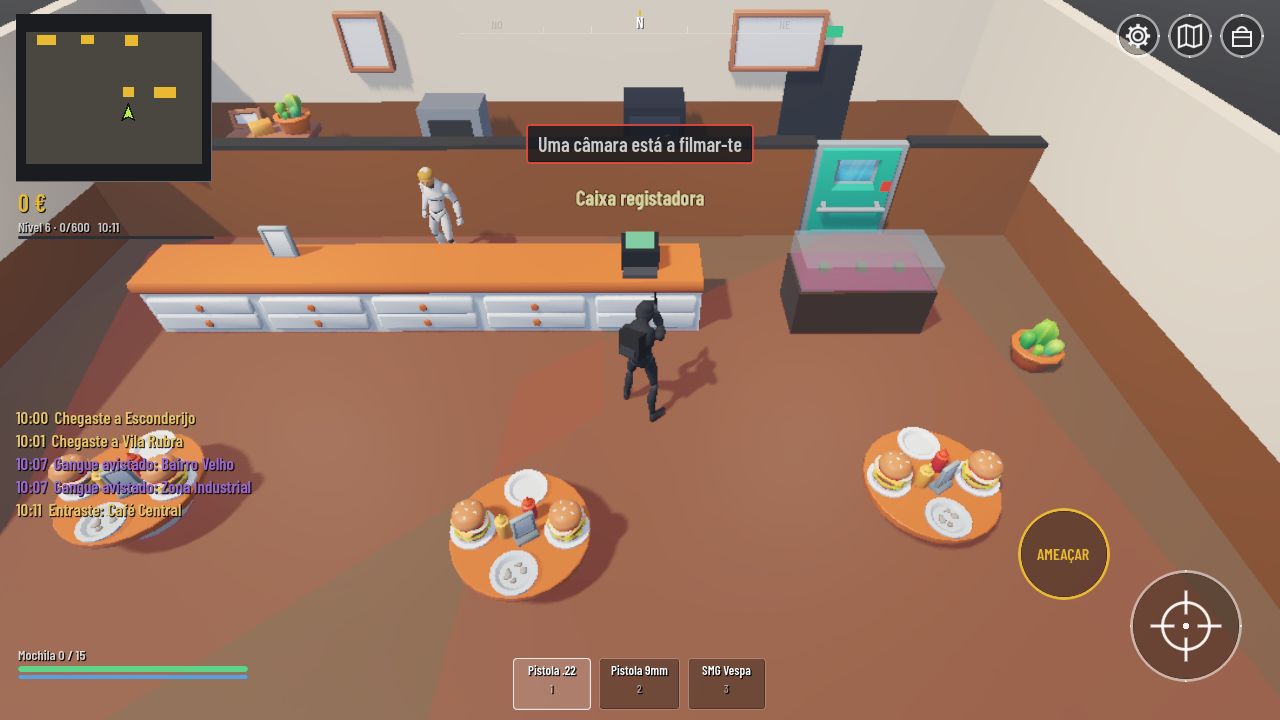 NO
N
NE
Uma câmara está a filmar-te
Caixa registadora
0 €
Nível 6 · 0/600 10:11
10:00 Chegaste a Esconderijo
10:01 Chegaste a Vila Rubra
10:07 Gangue avistado: Bairro Velho
10:07 Gangue avistado: Zona Industrial
10:11 Entraste: Café Central
AMEAÇAR
Mochila 0 / 15
Pistola .22
1
Pistola 9mm
2
SMG Vespa
3